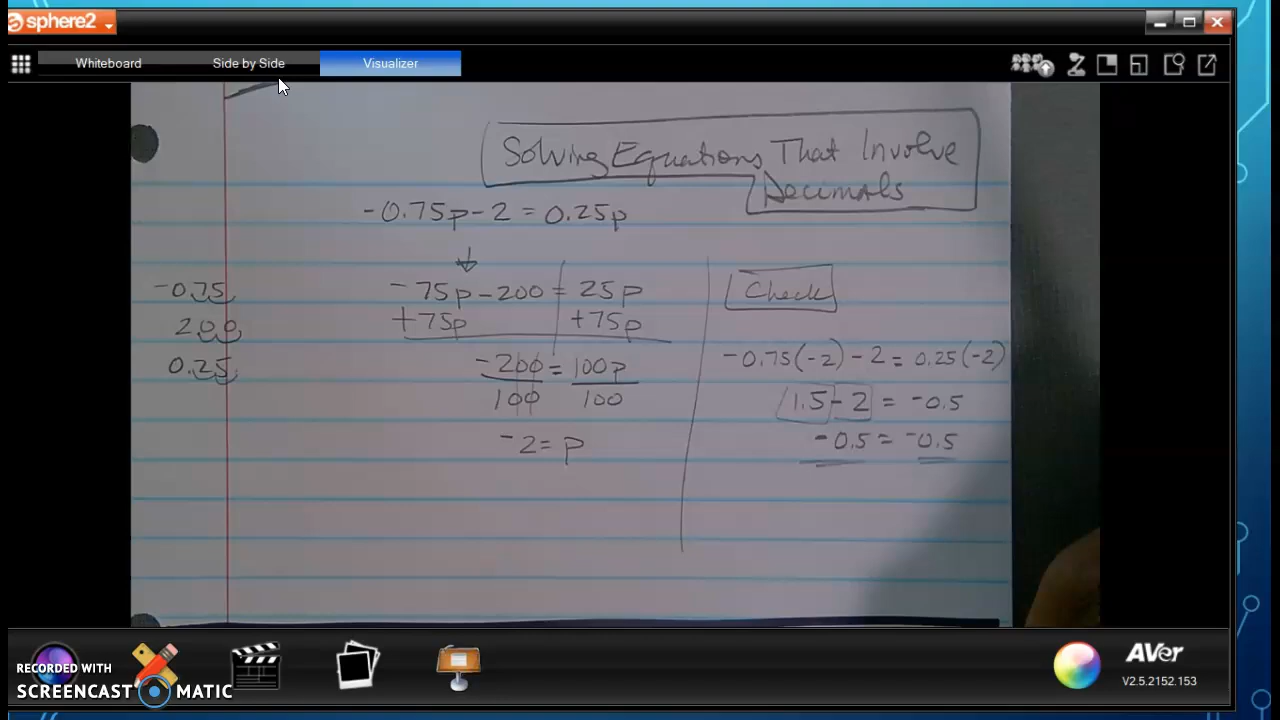 sphere2
Whiteboard Side by Side Visualizer
Solving Equations That Involve
Decimals
-0.75p - 2 = 0.25p
-0.75
200
0.25
-75p - 200 = 25p
+75p +75p
-200 = 100p
100 100
-2 = p
Check
-0.75(-2) - 2 = 0.25(-2)
1.5 - 2 = -0.5
-0.5 = -0.5
RECORDED WITH
SCREENCAST MATIC
AVer
V2.5.2152.153